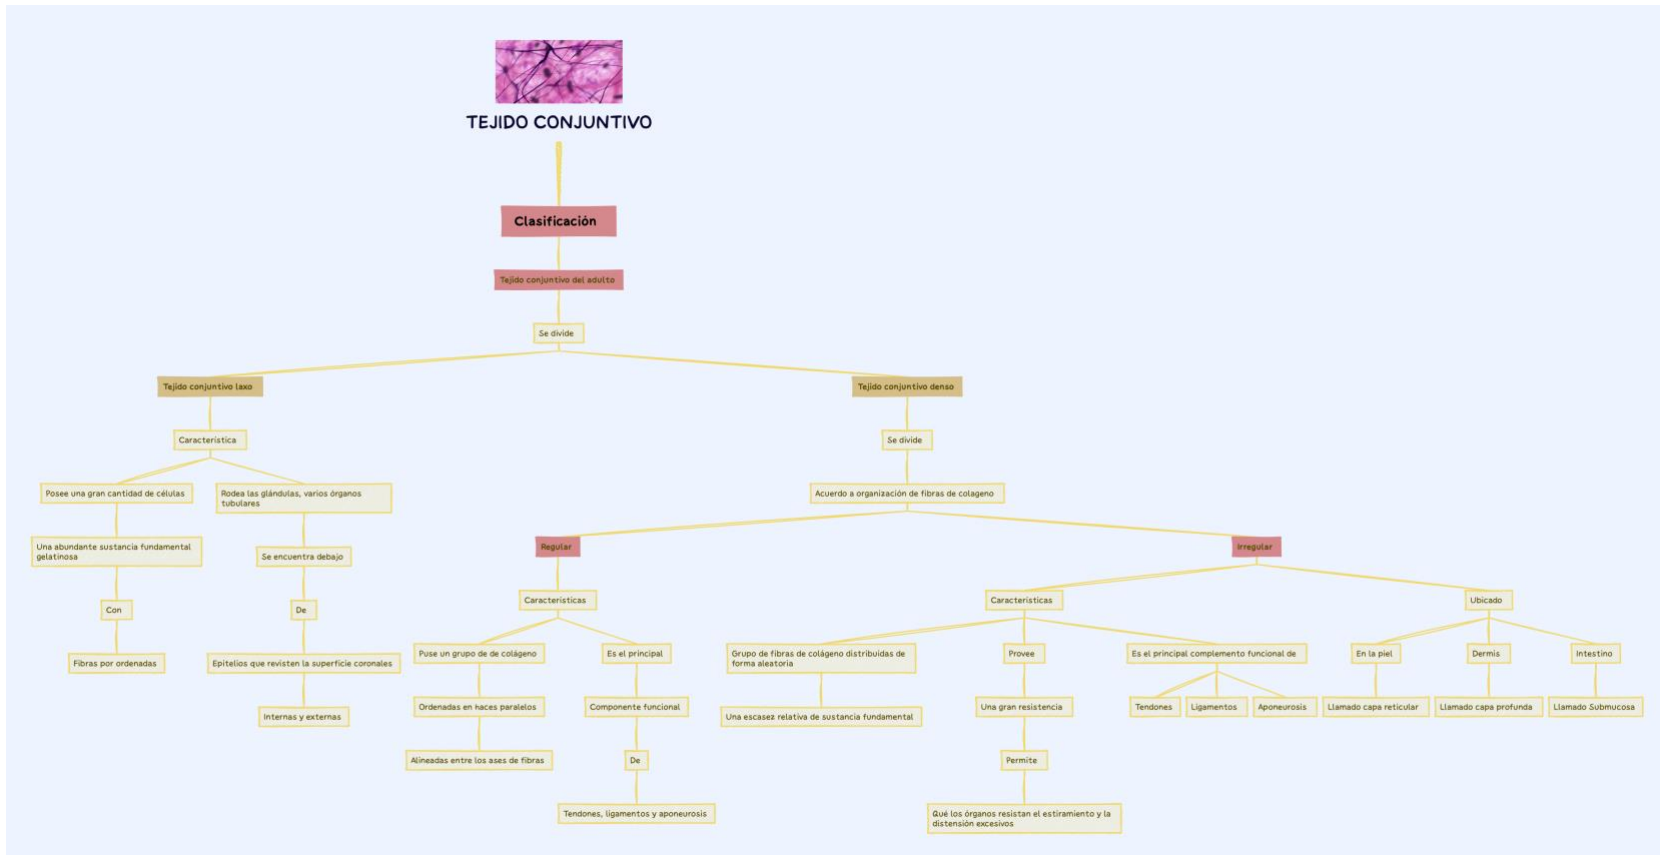 TEJIDO CONJUNTIVO
Clasificación
Tejido conjuntivo del adulto
Se divide
Tejido conjuntivo laxo
Característica
Posee una gran cantidad de células
Una abundante sustancia fundamental
gelatinosa
Con
Fibras por ordenadas
Rodea las glándulas, varios órganos
tubulares
Se encuentra debajo
De
Epitelios que revisten la superficie coronales
Internas y externas
Tejido conjuntivo denso
Se divide
Acuerdo a organización de fibras de colageno
Regular
Características
Puse un grupo de de colágeno
Ordenadas en haces paralelos
Alineadas entre los ases de fibras
Es el principal
Componente funcional
De
Tendones, ligamentos y aponeurosis
Irregular
Características
Grupo de fibras de colágeno distribuidas de
forma aleatoria
Una escasez relativa de sustancia fundamental
Provee
Una gran resistencia
Permite
Qué los órganos resistan el estiramiento y la
distensión excesivos
Es el principal complemento funcional de
Tendones
Ligamentos
Aponeurosis
Ubicado
En la piel
Llamado capa reticular
Dermis
Llamado capa profunda
Intestino
Llamado Submucosa